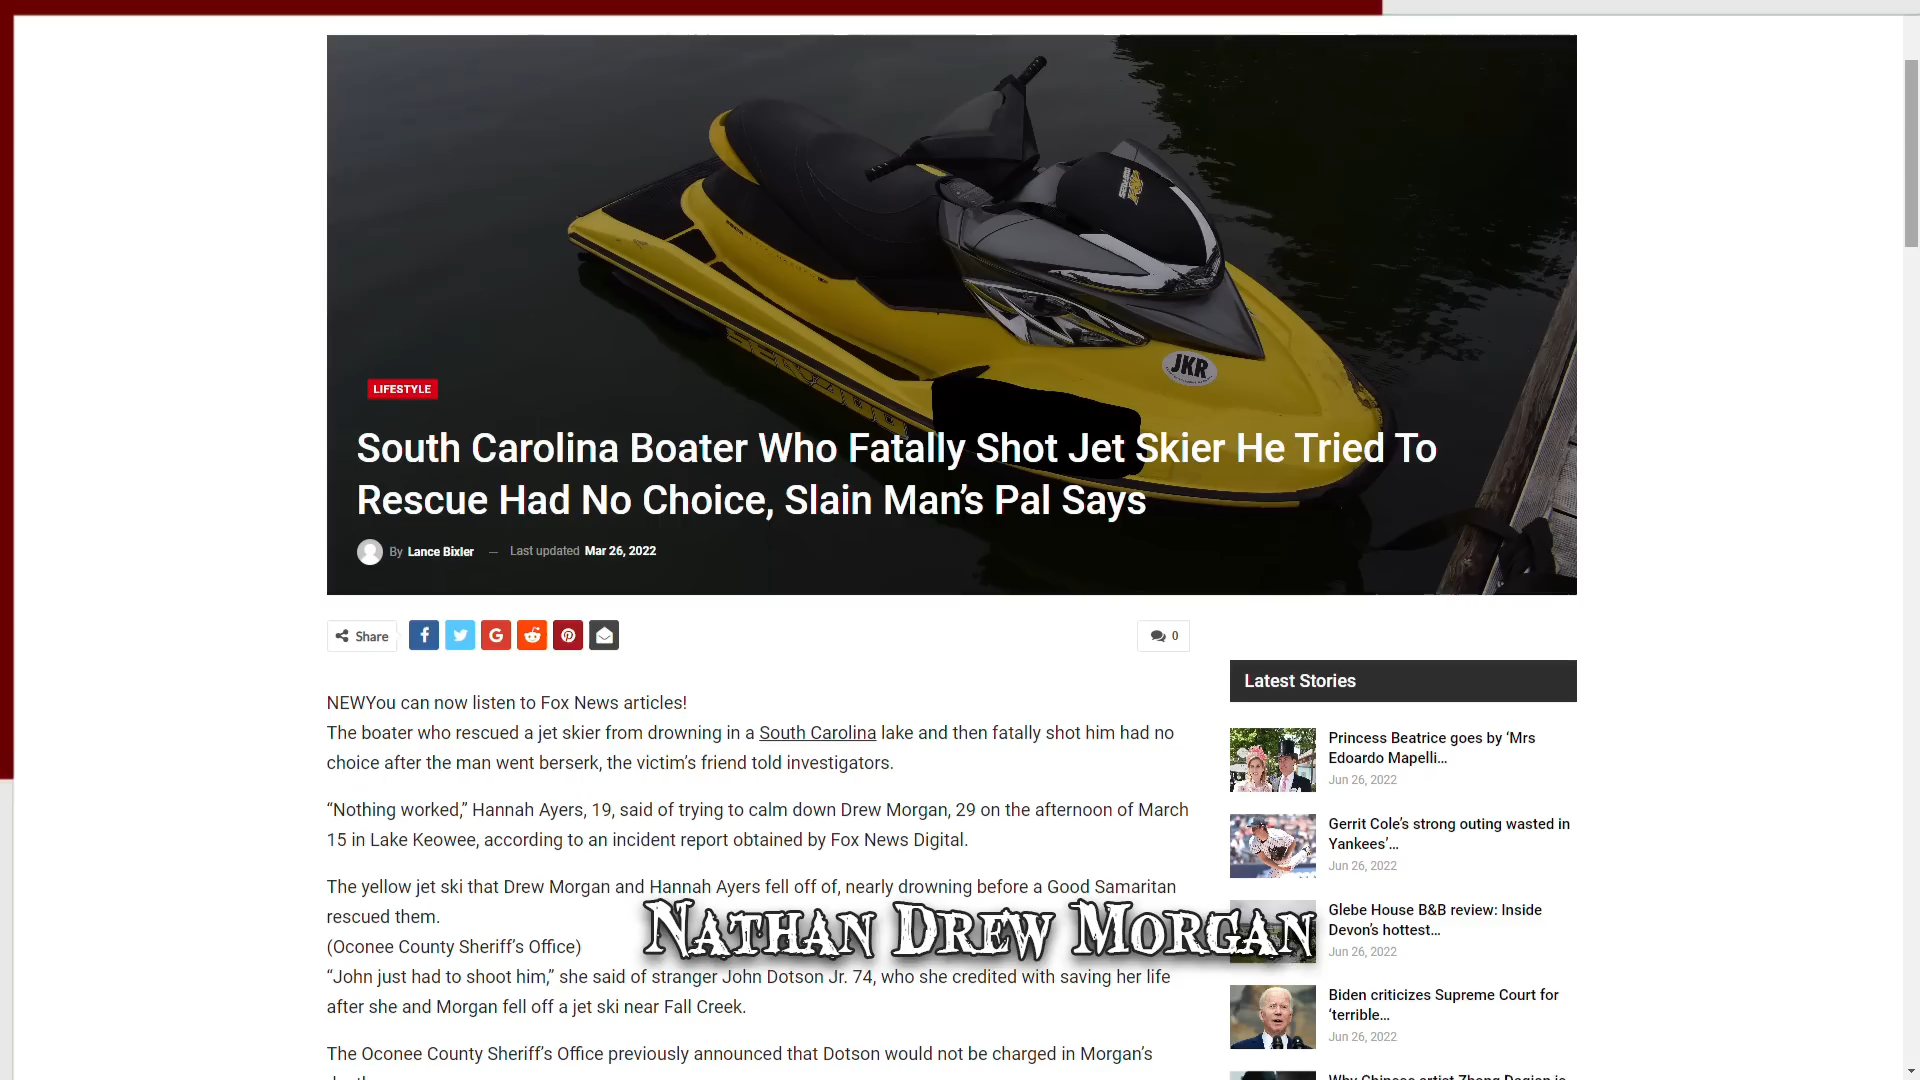 JKR
LIFESTYLE
South Carolina Boater Who Fatally Shot Jet Skier He Tried To
Rescue Had No Choice, Slain Man’s Pal Says
By Lance Bixler — Last updated Mar 26, 2022
Share
0
NEWYou can now listen to Fox News articles!
The boater who rescued a jet skier from drowning in a South Carolina lake and then fatally shot him had no
choice after the man went berserk, the victim’s friend told investigators.
“Nothing worked,” Hannah Ayers, 19, said of trying to calm down Drew Morgan, 29 on the afternoon of March
15 in Lake Keowee, according to an incident report obtained by Fox News Digital.
The yellow jet ski that Drew Morgan and Hannah Ayers fell off of, nearly drowning before a Good Samaritan
rescued them.
(Oconee County Sheriff’s Office)
“John just had to shoot him,” she said of stranger John Dotson Jr. 74, who she credited with saving her life
after she and Morgan fell off a jet ski near Fall Creek.
The Oconee County Sheriff’s Office previously announced that Dotson would not be charged in Morgan’s
Nathan Drew Morgan
Latest Stories
Princess Beatrice goes by ‘Mrs
Edoardo Mapelli…
Jun 26, 2022
Gerrit Cole’s strong outing wasted in
Yankees’…
Jun 26, 2022
Glebe House B&B review: Inside
Devon’s hottest…
Jun 26, 2022
Biden criticizes Supreme Court for
‘terrible…
Jun 26, 2022